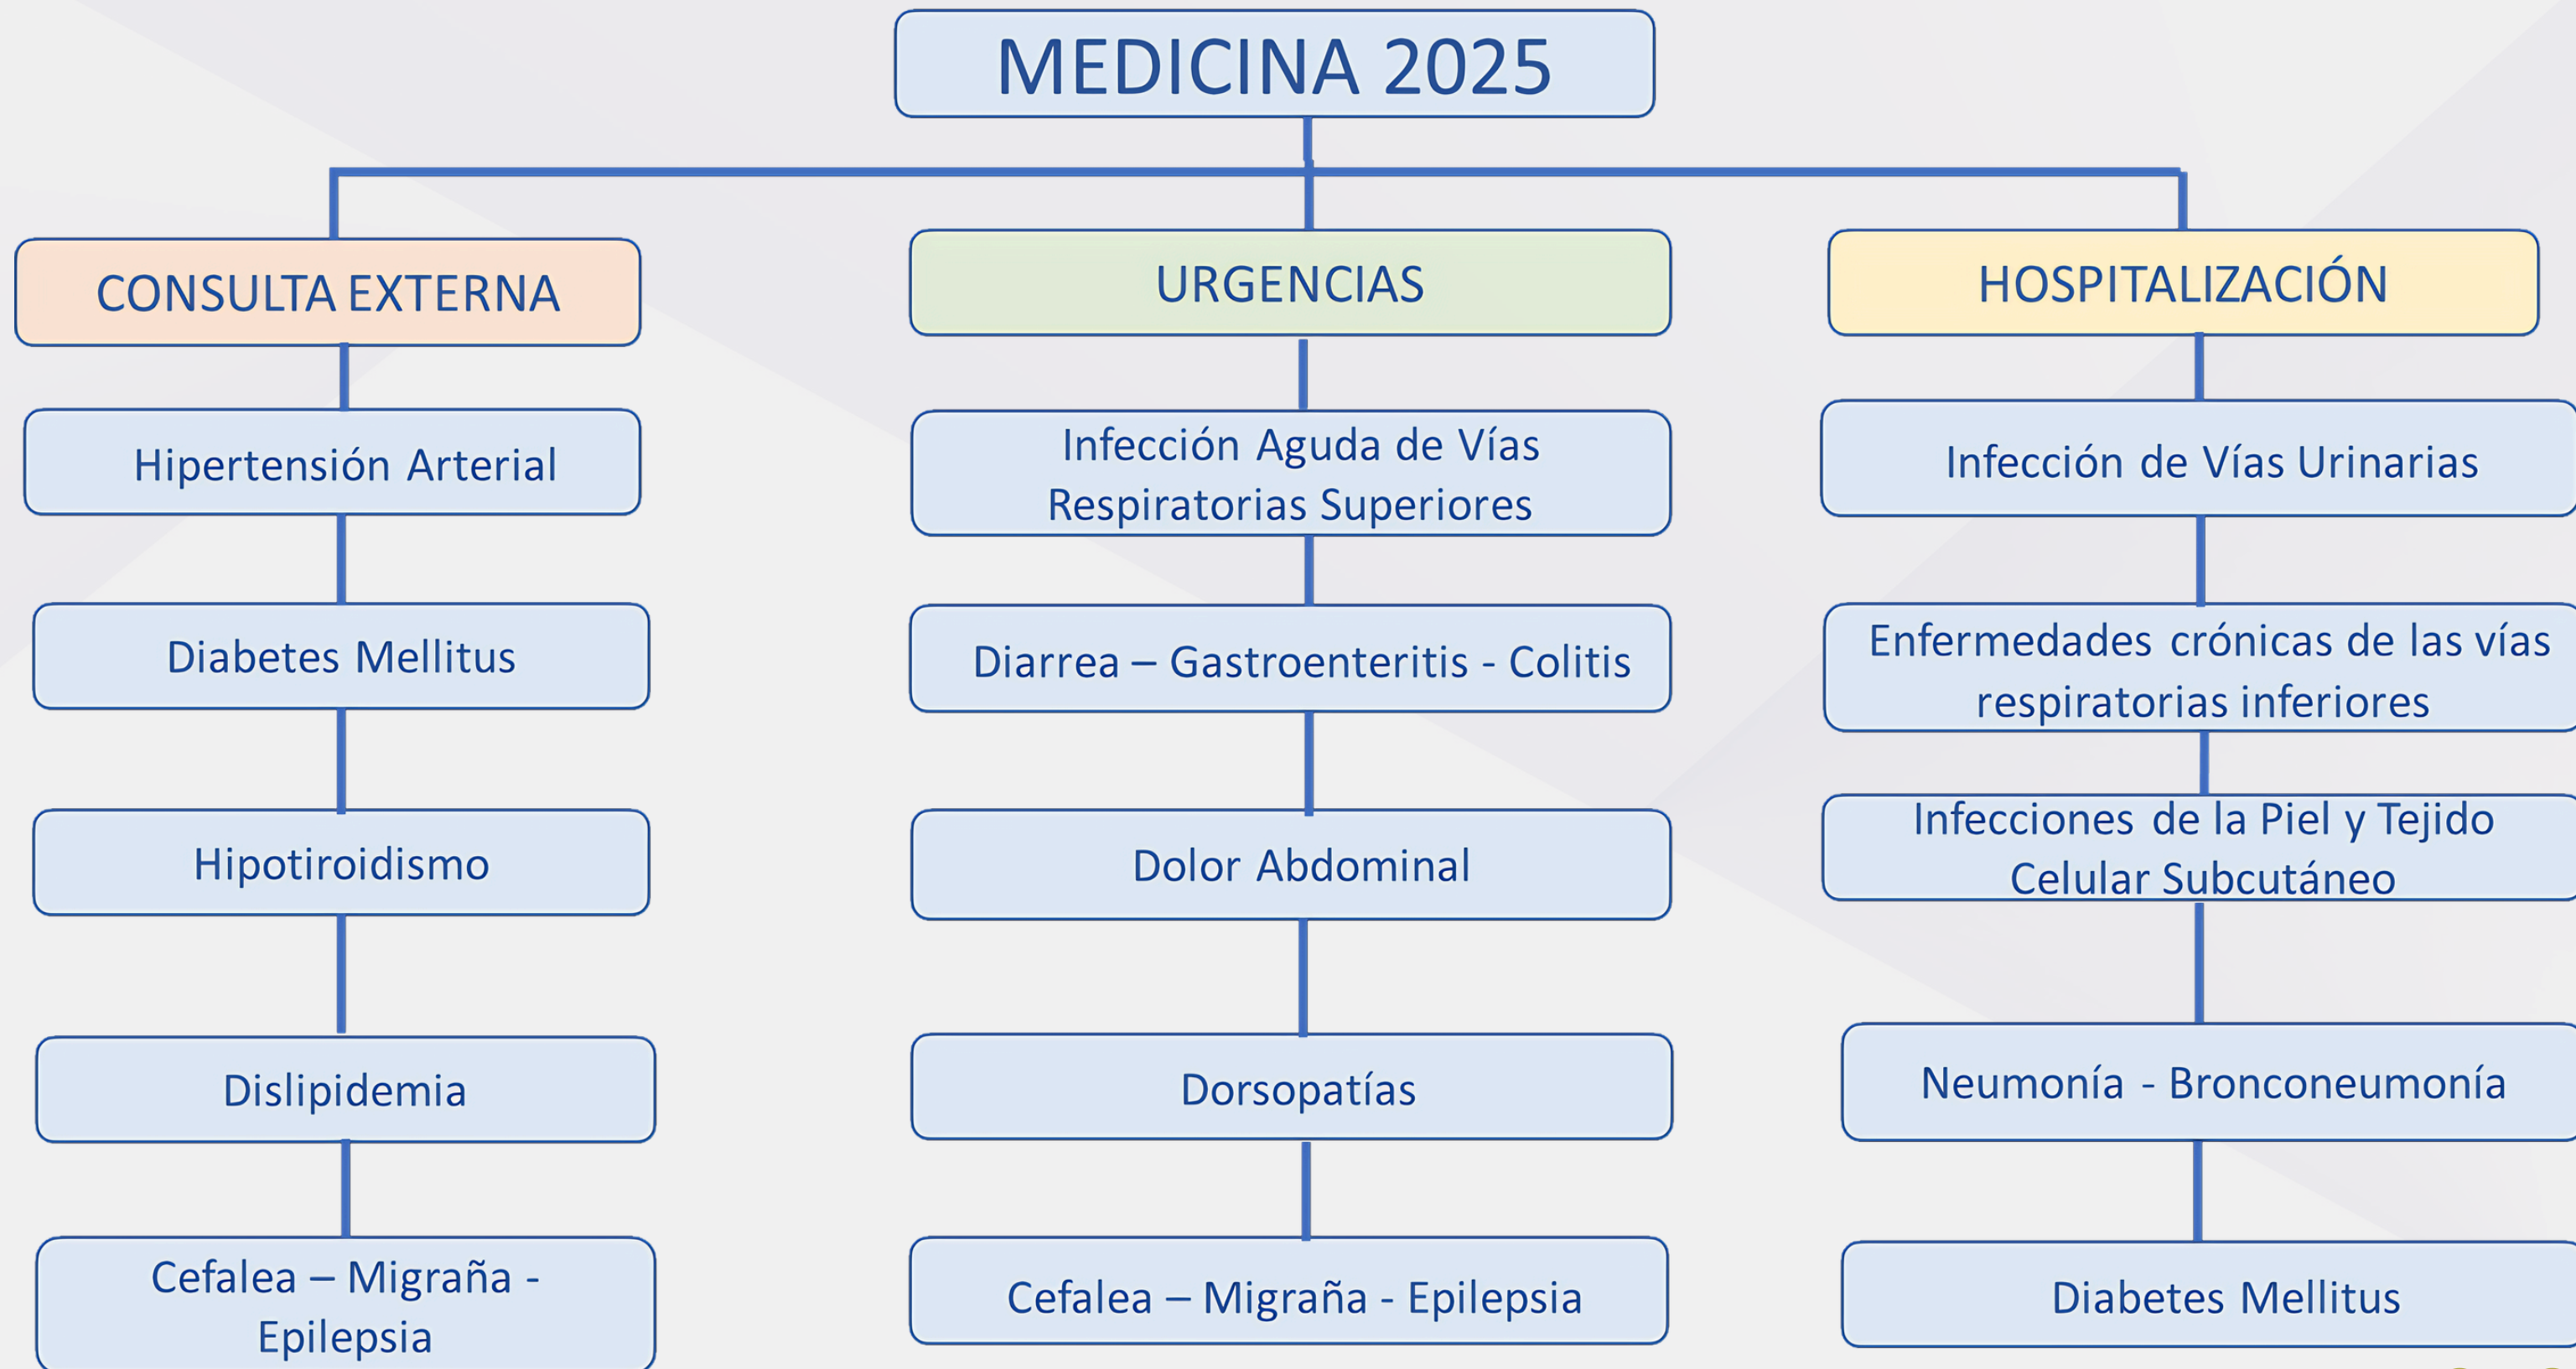 MEDICINA 2025
CONSULTA EXTERNA
Hipertensión Arterial
Diabetes Mellitus
Hipotiroidismo
Dislipidemia
Cefalea – Migraña -
Epilepsia
URGENCIAS
Infección Aguda de Vías
Respiratorias Superiores
Diarrea – Gastroenteritis - Colitis
Dolor Abdominal
Dorsopatías
Cefalea – Migraña - Epilepsia
HOSPITALIZACIÓN
Infección de Vías Urinarias
Enfermedades crónicas de las vías
respiratorias inferiores
Infecciones de la Piel y Tejido
Celular Subcutáneo
Neumonía - Bronconeumonía
Diabetes Mellitus